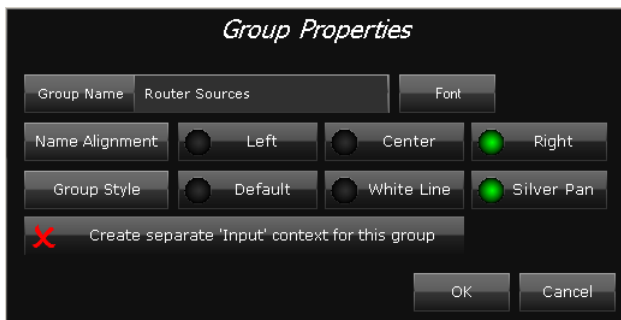 Group Properties
Group Name Router Sources Font
Name Alignment Left Center Right
Group Style Default White Line Silver Pan
Create separate 'Input' context for this group
OK Cancel